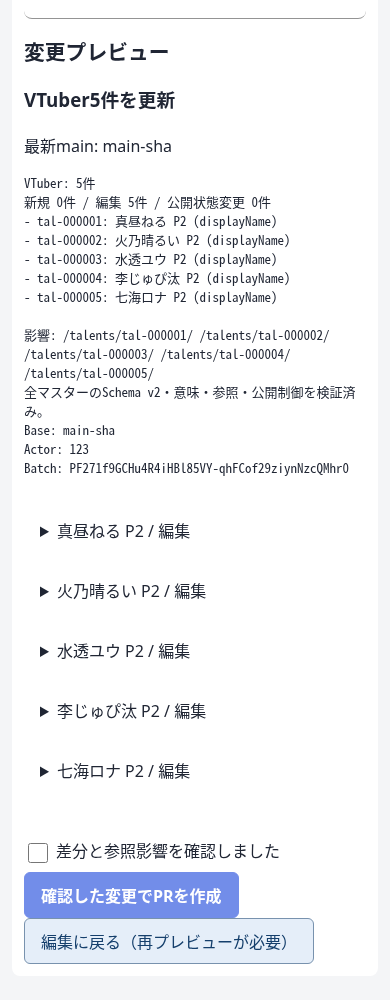 変更プレビュー
VTuber5件を更新
最新main: main-sha
VTuber: 5件
新規 0件 / 編集 5件 / 公開状態変更 0件
- tal-000001: 真昼ねる P2 (displayName)
- tal-000002: 火乃晴るい P2 (displayName)
- tal-000003: 水透ユウ P2 (displayName)
- tal-000004: 李じゅぴ汰 P2 (displayName)
- tal-000005: 七海ロナ P2 (displayName)
影響: /talents/tal-000001/ /talents/tal-000002/
/talents/tal-000003/ /talents/tal-000004/
/talents/tal-000005/
全マスターのSchema v2・意味・参照・公開制御を検証済
み。
Base: main-sha
Actor: 123
Batch: PF271f9GCHu4R4iHBl85VY-qhFCof29ziynNzcQMhr0
▶ 真昼ねる P2 / 編集
▶ 火乃晴るい P2 / 編集
▶ 水透ユウ P2 / 編集
▶ 李じゅぴ汰 P2 / 編集
▶ 七海ロナ P2 / 編集
差分と参照影響を確認しました
確認した変更でPRを作成
編集に戻る（再プレビューが必要）